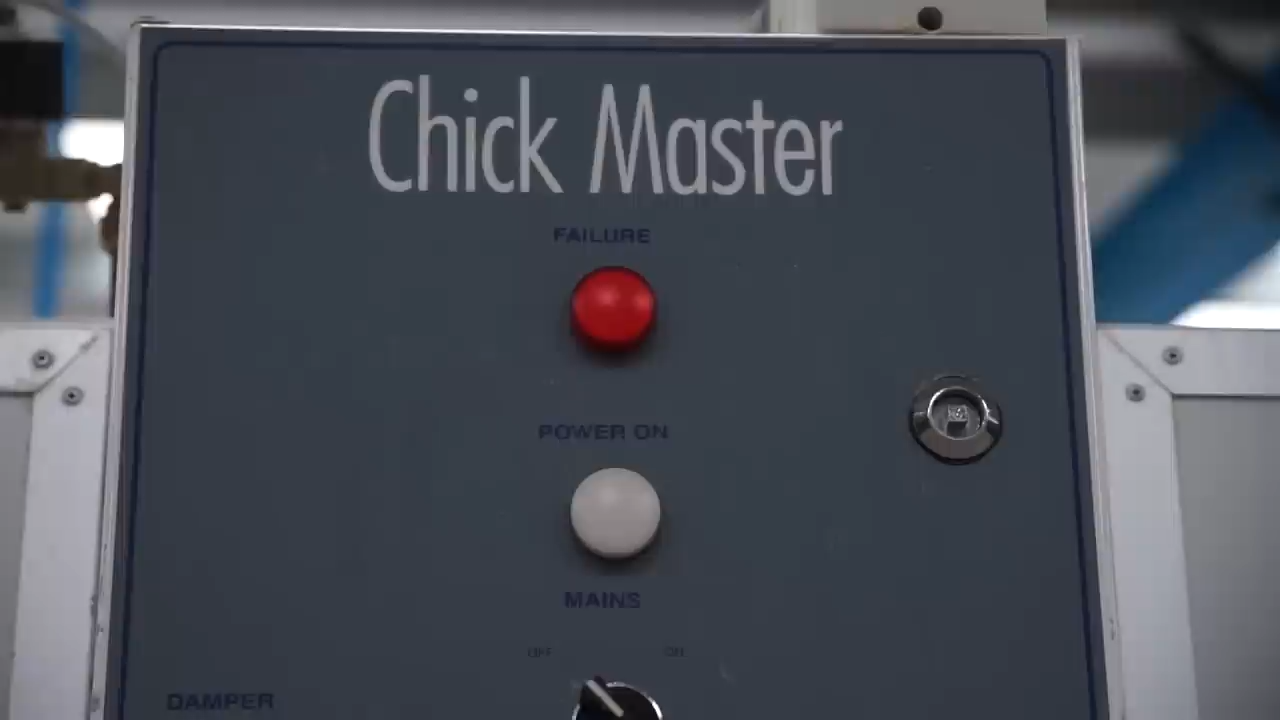 Chick Master
FAILURE
POWER ON
MAINS
OFF ON
DAMPER